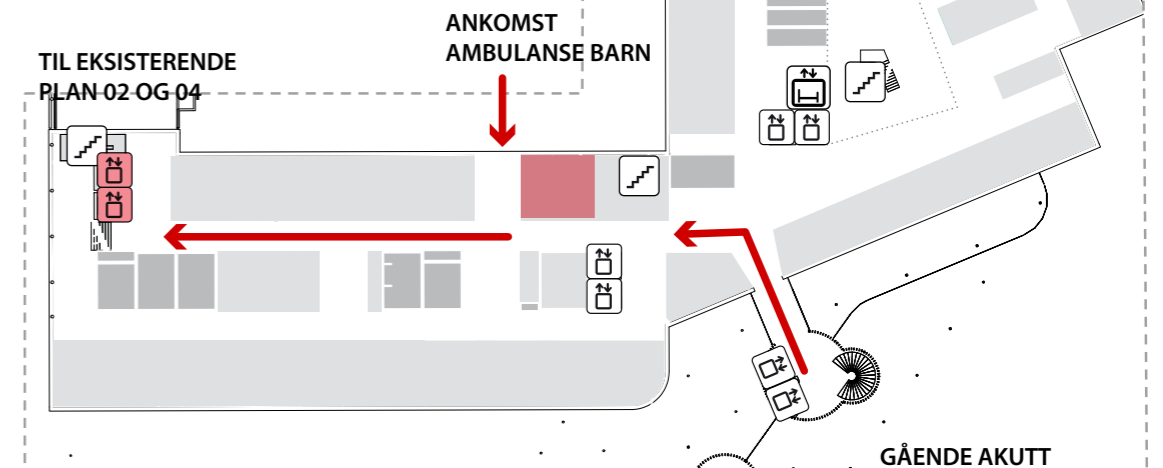 ANKOMST
AMBULANSE BARN
TIL EKSISTERENDE
PLAN 02 OG 04
GÅENDE AKUTT